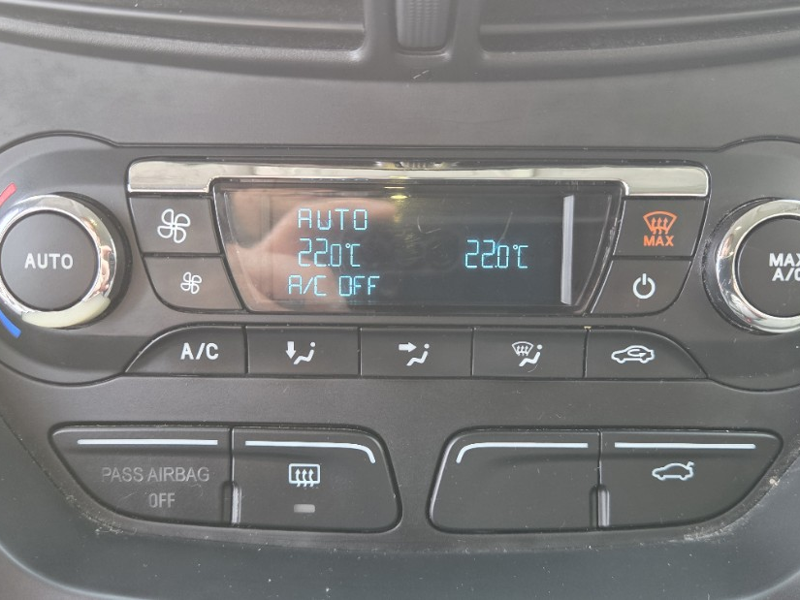 AUTO
22.0°C 22.0°C
A/C OFF
AUTO
MAX
MAX
A/C
A/C
PASS AIRBAG
OFF